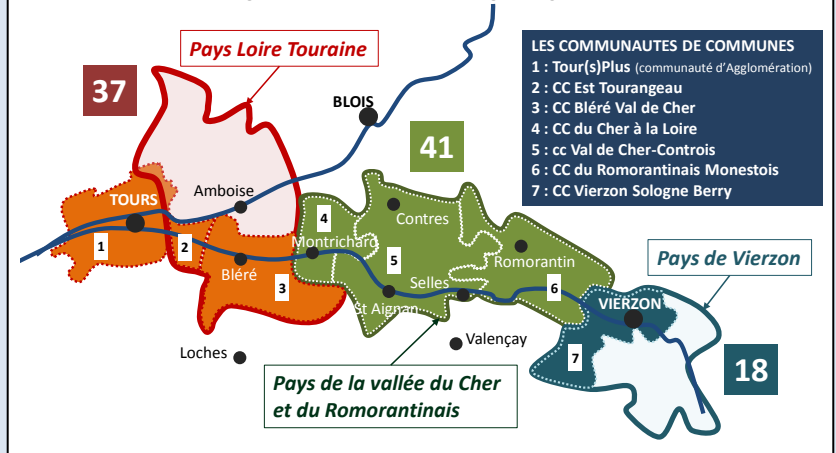 Pays Loire Touraine
LES COMMUNAUTES DE COMMUNES
1 : Tour(s)Plus (communauté d’Agglomération)
2 : CC Est Tourangeau
3 : CC Bléré Val de Cher
4 : CC du Cher à la Loire
5 : cc Val de Cher-Controis
6 : CC du Romorantinais Monestois
7 : CC Vierzon Sologne Berry
37
BLOIS
41
TOURS
Amboise
Contres
4
Montrichard
1
2
Bléré
3
5
Romorantin
Selles
6
St Aignan
Pays de Vierzon
VIERZON
Loches
Valençay
7
18
Pays de la vallée du Cher
et du Romorantinais